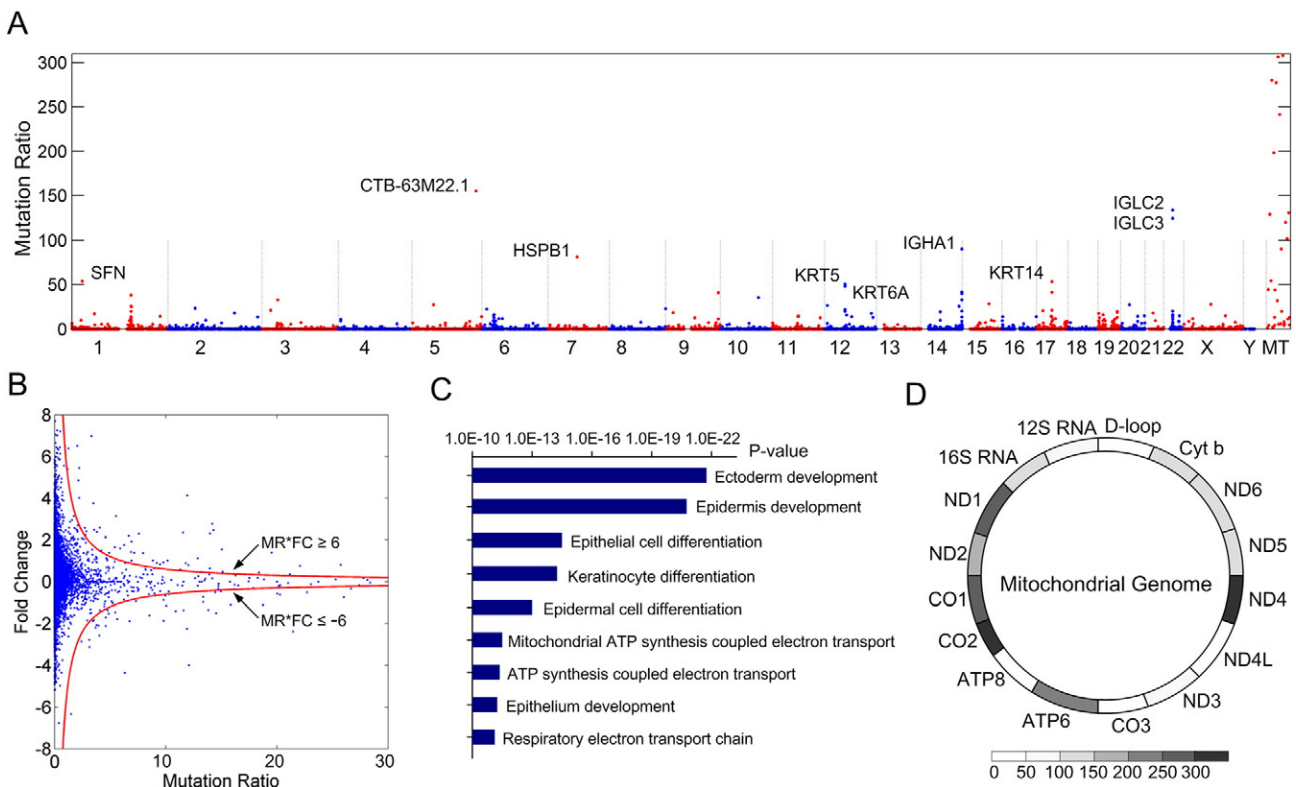 A
Mutation Ratio
300
250
200
150
100
50
0
SFN
CTB-63M22.1
HSPB1
KRT5
KRT6A
IGHA1
KRT14
IGLC2
IGLC3
1 2 3 4 5 6 7 8 9 10 11 12 13 14 15 16 17 18 19 20 21 22 X Y MT
B
Fold Change
8
6
4
2
0
-2
-4
-6
-8
MR*FC ≥ 6
MR*FC ≤ -6
0 10 20 30
Mutation Ratio
C
1.0E-10 1.0E-13 1.0E-16 1.0E-19 1.0E-22
P-value
Ectoderm development
Epidermis development
Epithelial cell differentiation
Keratinocyte differentiation
Epidermal cell differentiation
Mitochondrial ATP synthesis coupled electron transport
ATP synthesis coupled electron transport
Epithelium development
Respiratory electron transport chain
D
D-loop
Cyt b
ND6
ND5
ND4
ND4L
ND3
CO3
ATP6
ATP8
CO2
CO1
ND2
ND1
16S RNA
12S RNA
Mitochondrial Genome
0 50 100 150 200 250 300